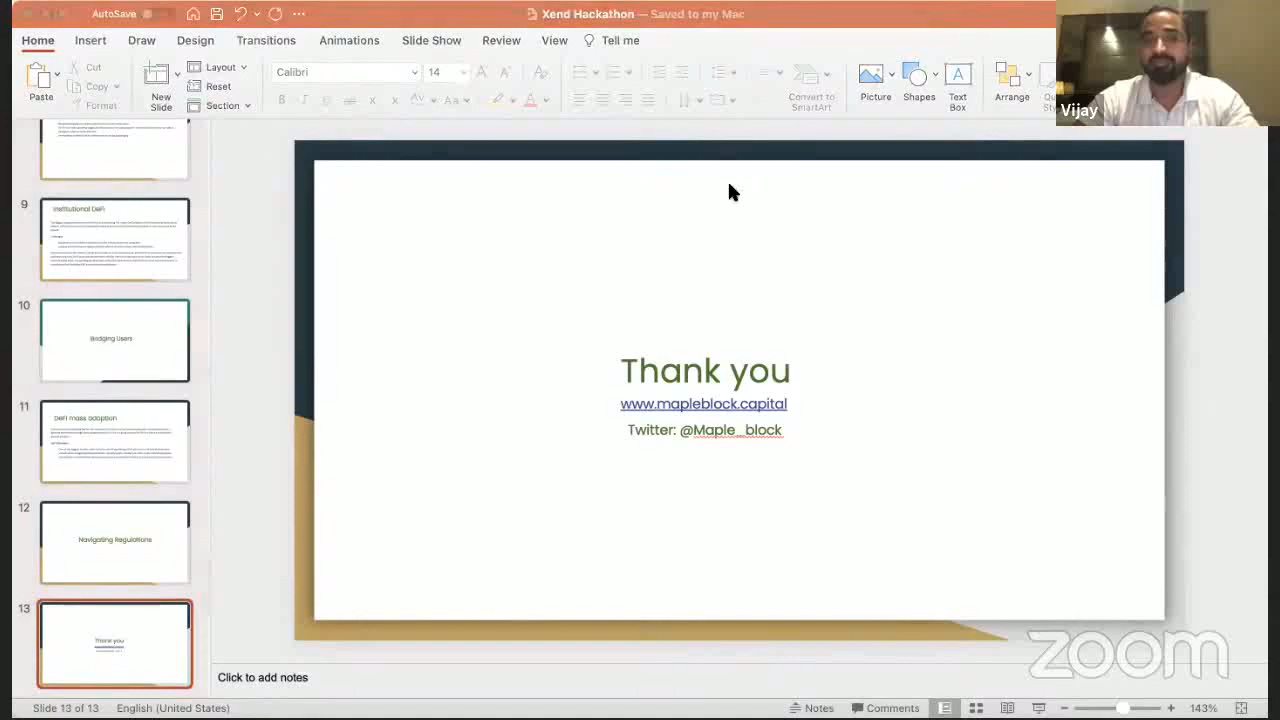 AutoSave
Xend Hackathon — Saved to my Mac
Home Insert Draw Design Transitions Animations Slide Show Review View Tell me
Paste
Cut
Copy
Format
New Slide
Layout
Reset
Section
Calibri 14
Convert to SmartArt
Picture
Shapes
Text Box
Arrange
Vijay
9
Institutional DeFi
10
Bridging Users
11
DeFi mass adoption
12
Navigating Regulations
13
Thank you
Thank you
www.mapleblock.capital
Twitter: @Maple_block
zoom
Click to add notes
Slide 13 of 13 English (United States) Notes Comments 143%